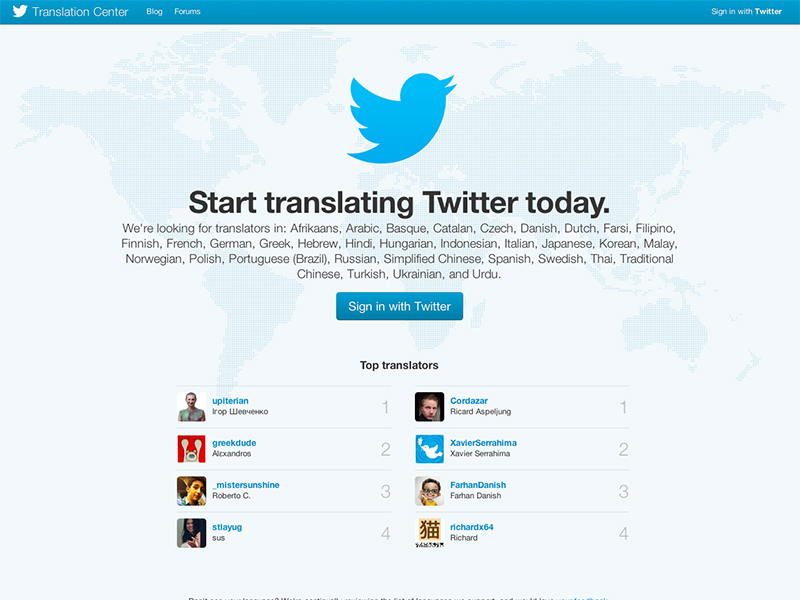 Translation Center Blog Forums Sign in with Twitter
Start translating Twitter today.
We're looking for translators in: Afrikaans, Arabic, Basque, Catalan, Czech, Danish, Dutch, Farsi, Filipino,
Finnish, French, German, Greek, Hebrew, Hindi, Hungarian, Indonesian, Italian, Japanese, Korean, Malay,
Norwegian, Polish, Portuguese (Brazil), Russian, Simplified Chinese, Spanish, Swedish, Thai, Traditional
Chinese, Turkish, Ukrainian, and Urdu.
Sign in with Twitter
Top translators
upiterian
Ігор Шевченко
1
greekdude
Alεxandros
2
_mistersunshine
Roberto C.
3
stlayug
sus
4
Cordazar
Ricard Aspeljung
1
XavierSerrahima
Xavier Serrahima
2
FarhanDanish
Farhan Danish
3
猫
richardx64
Richard
4